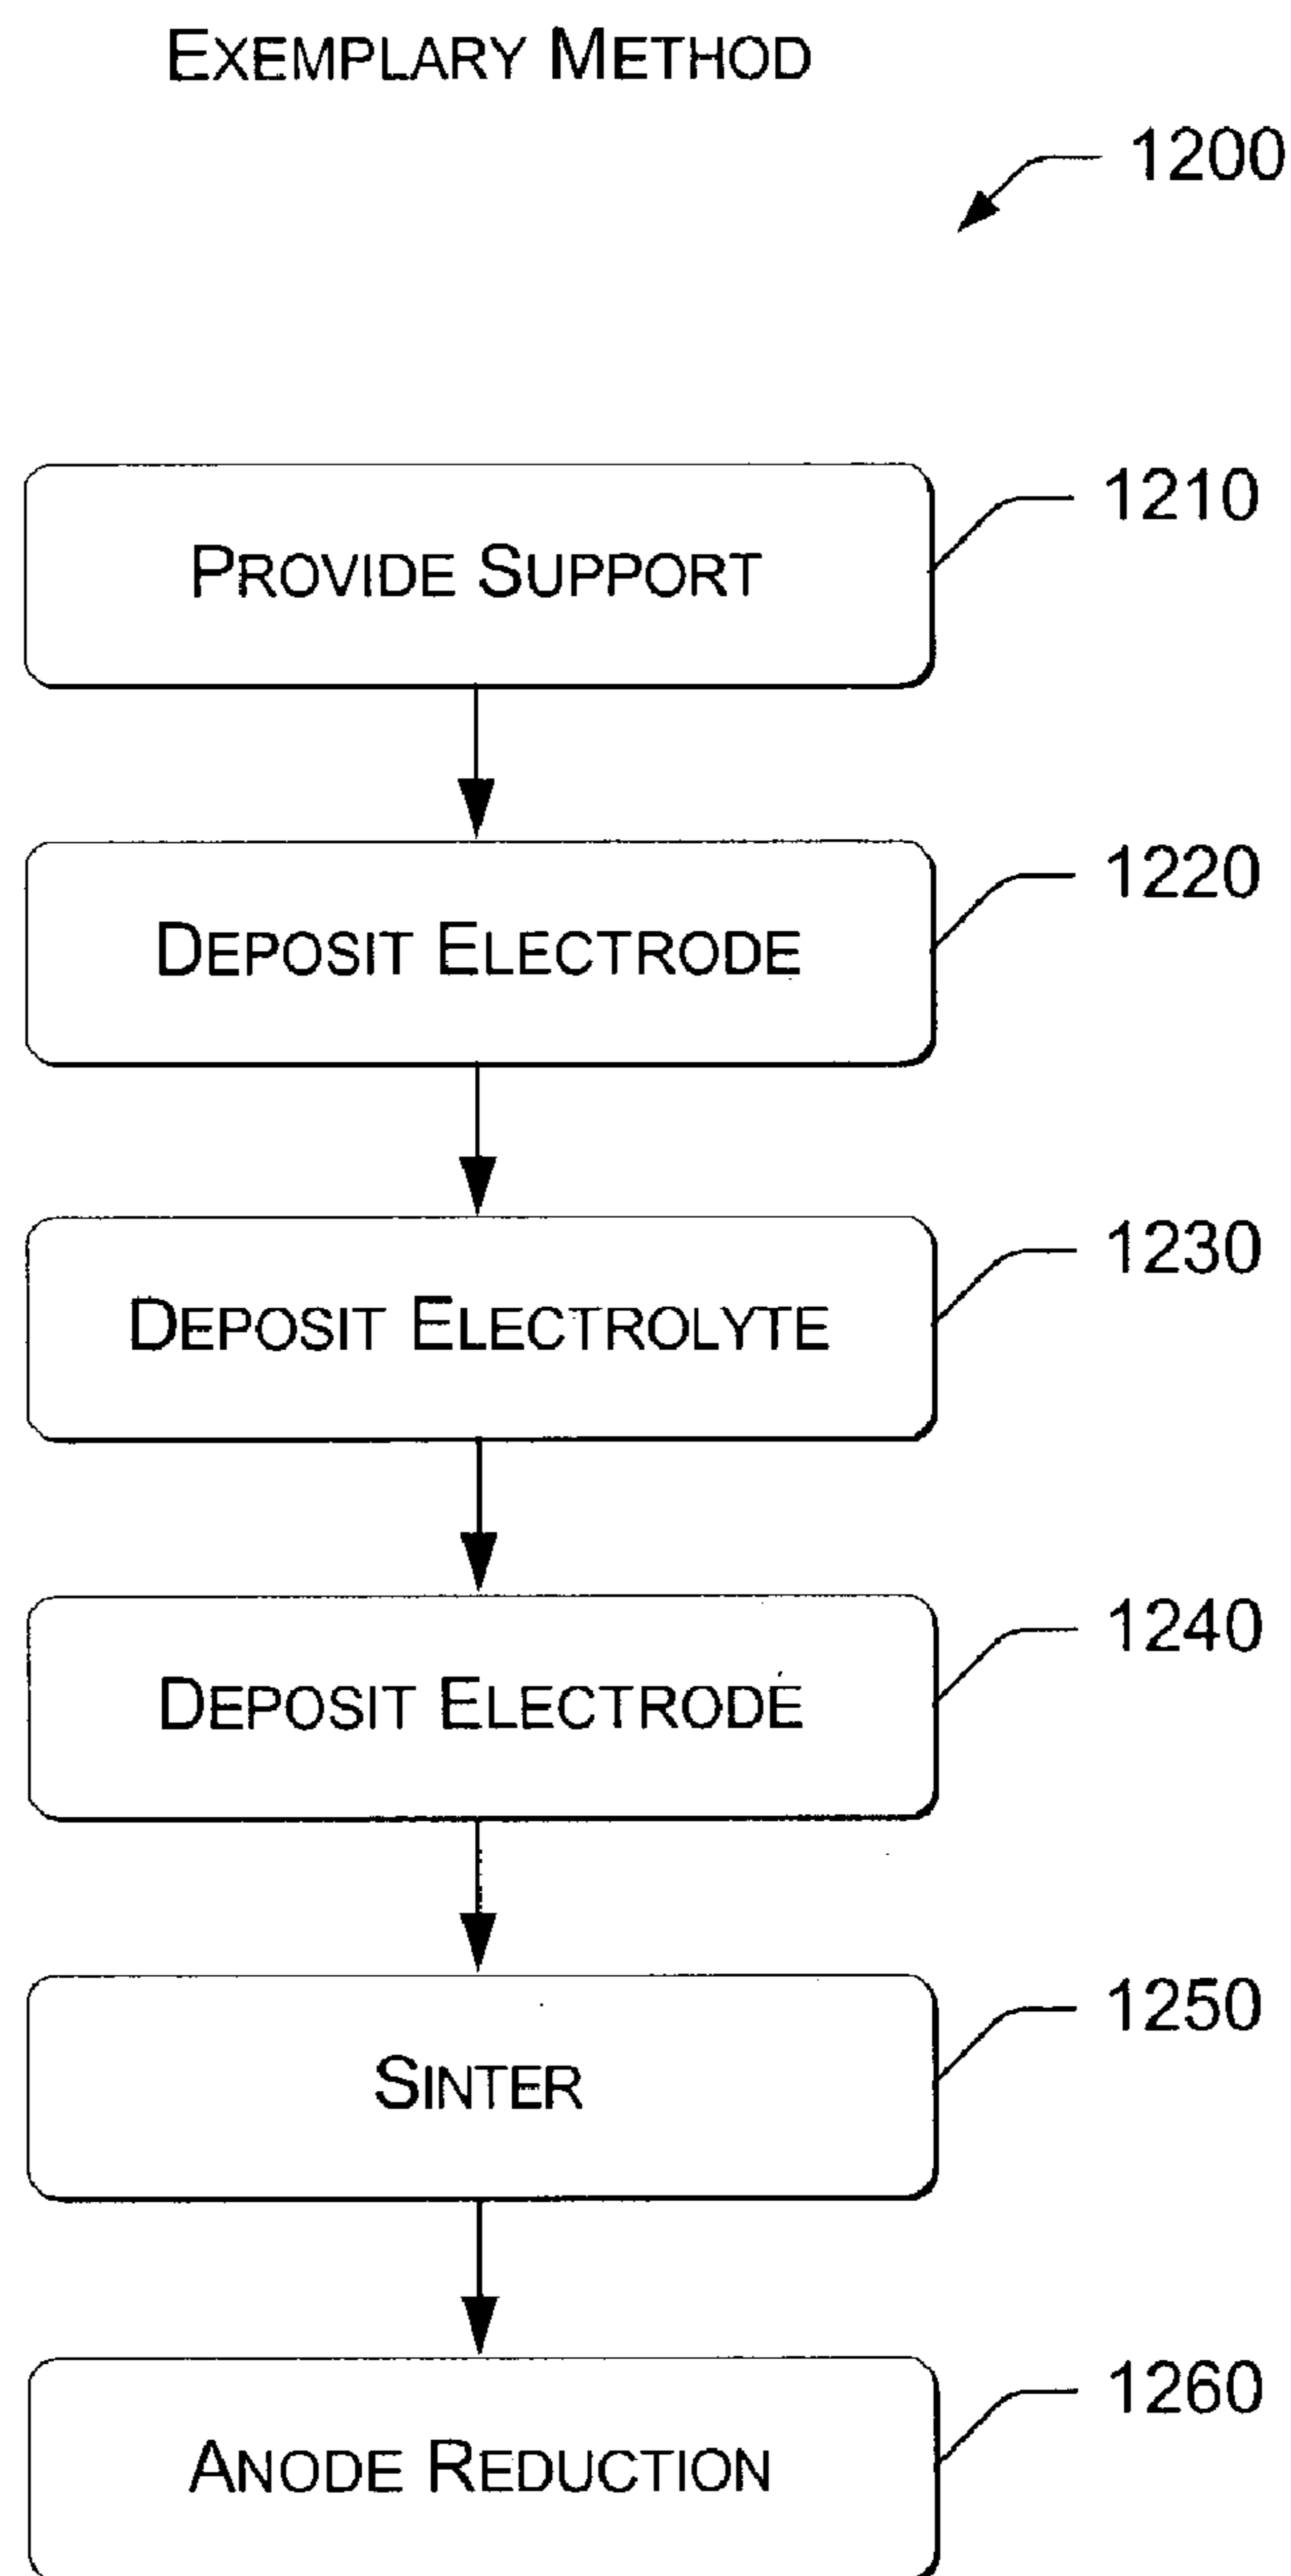 EXEMPLARY METHOD
1200
PROVIDE SUPPORT
1210
DEPOSIT ELECTRODE
1220
DEPOSIT ELECTROLYTE
1230
DEPOSIT ELECTRODE
1240
SINTER
1250
ANODE REDUCTION
1260